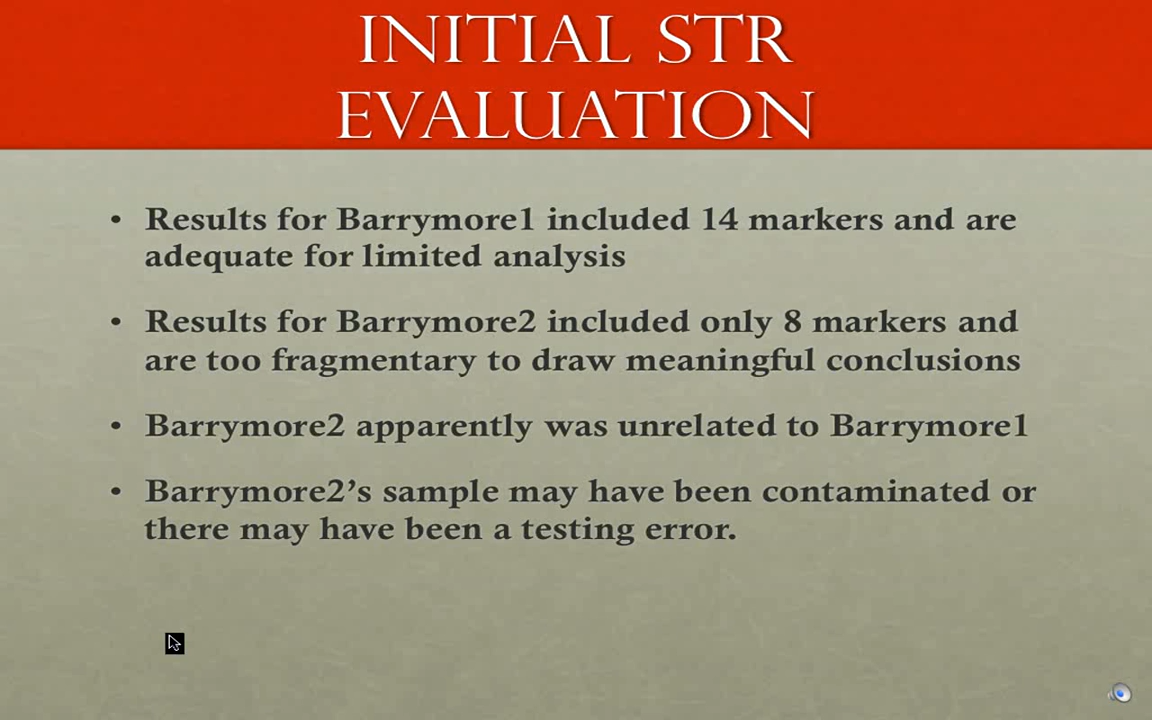 INITIAL STR
EVALUATION
• Results for Barrymore1 included 14 markers and are
adequate for limited analysis
• Results for Barrymore2 included only 8 markers and
are too fragmentary to draw meaningful conclusions
• Barrymore2 apparently was unrelated to Barrymore1
• Barrymore2’s sample may have been contaminated or
there may have been a testing error.